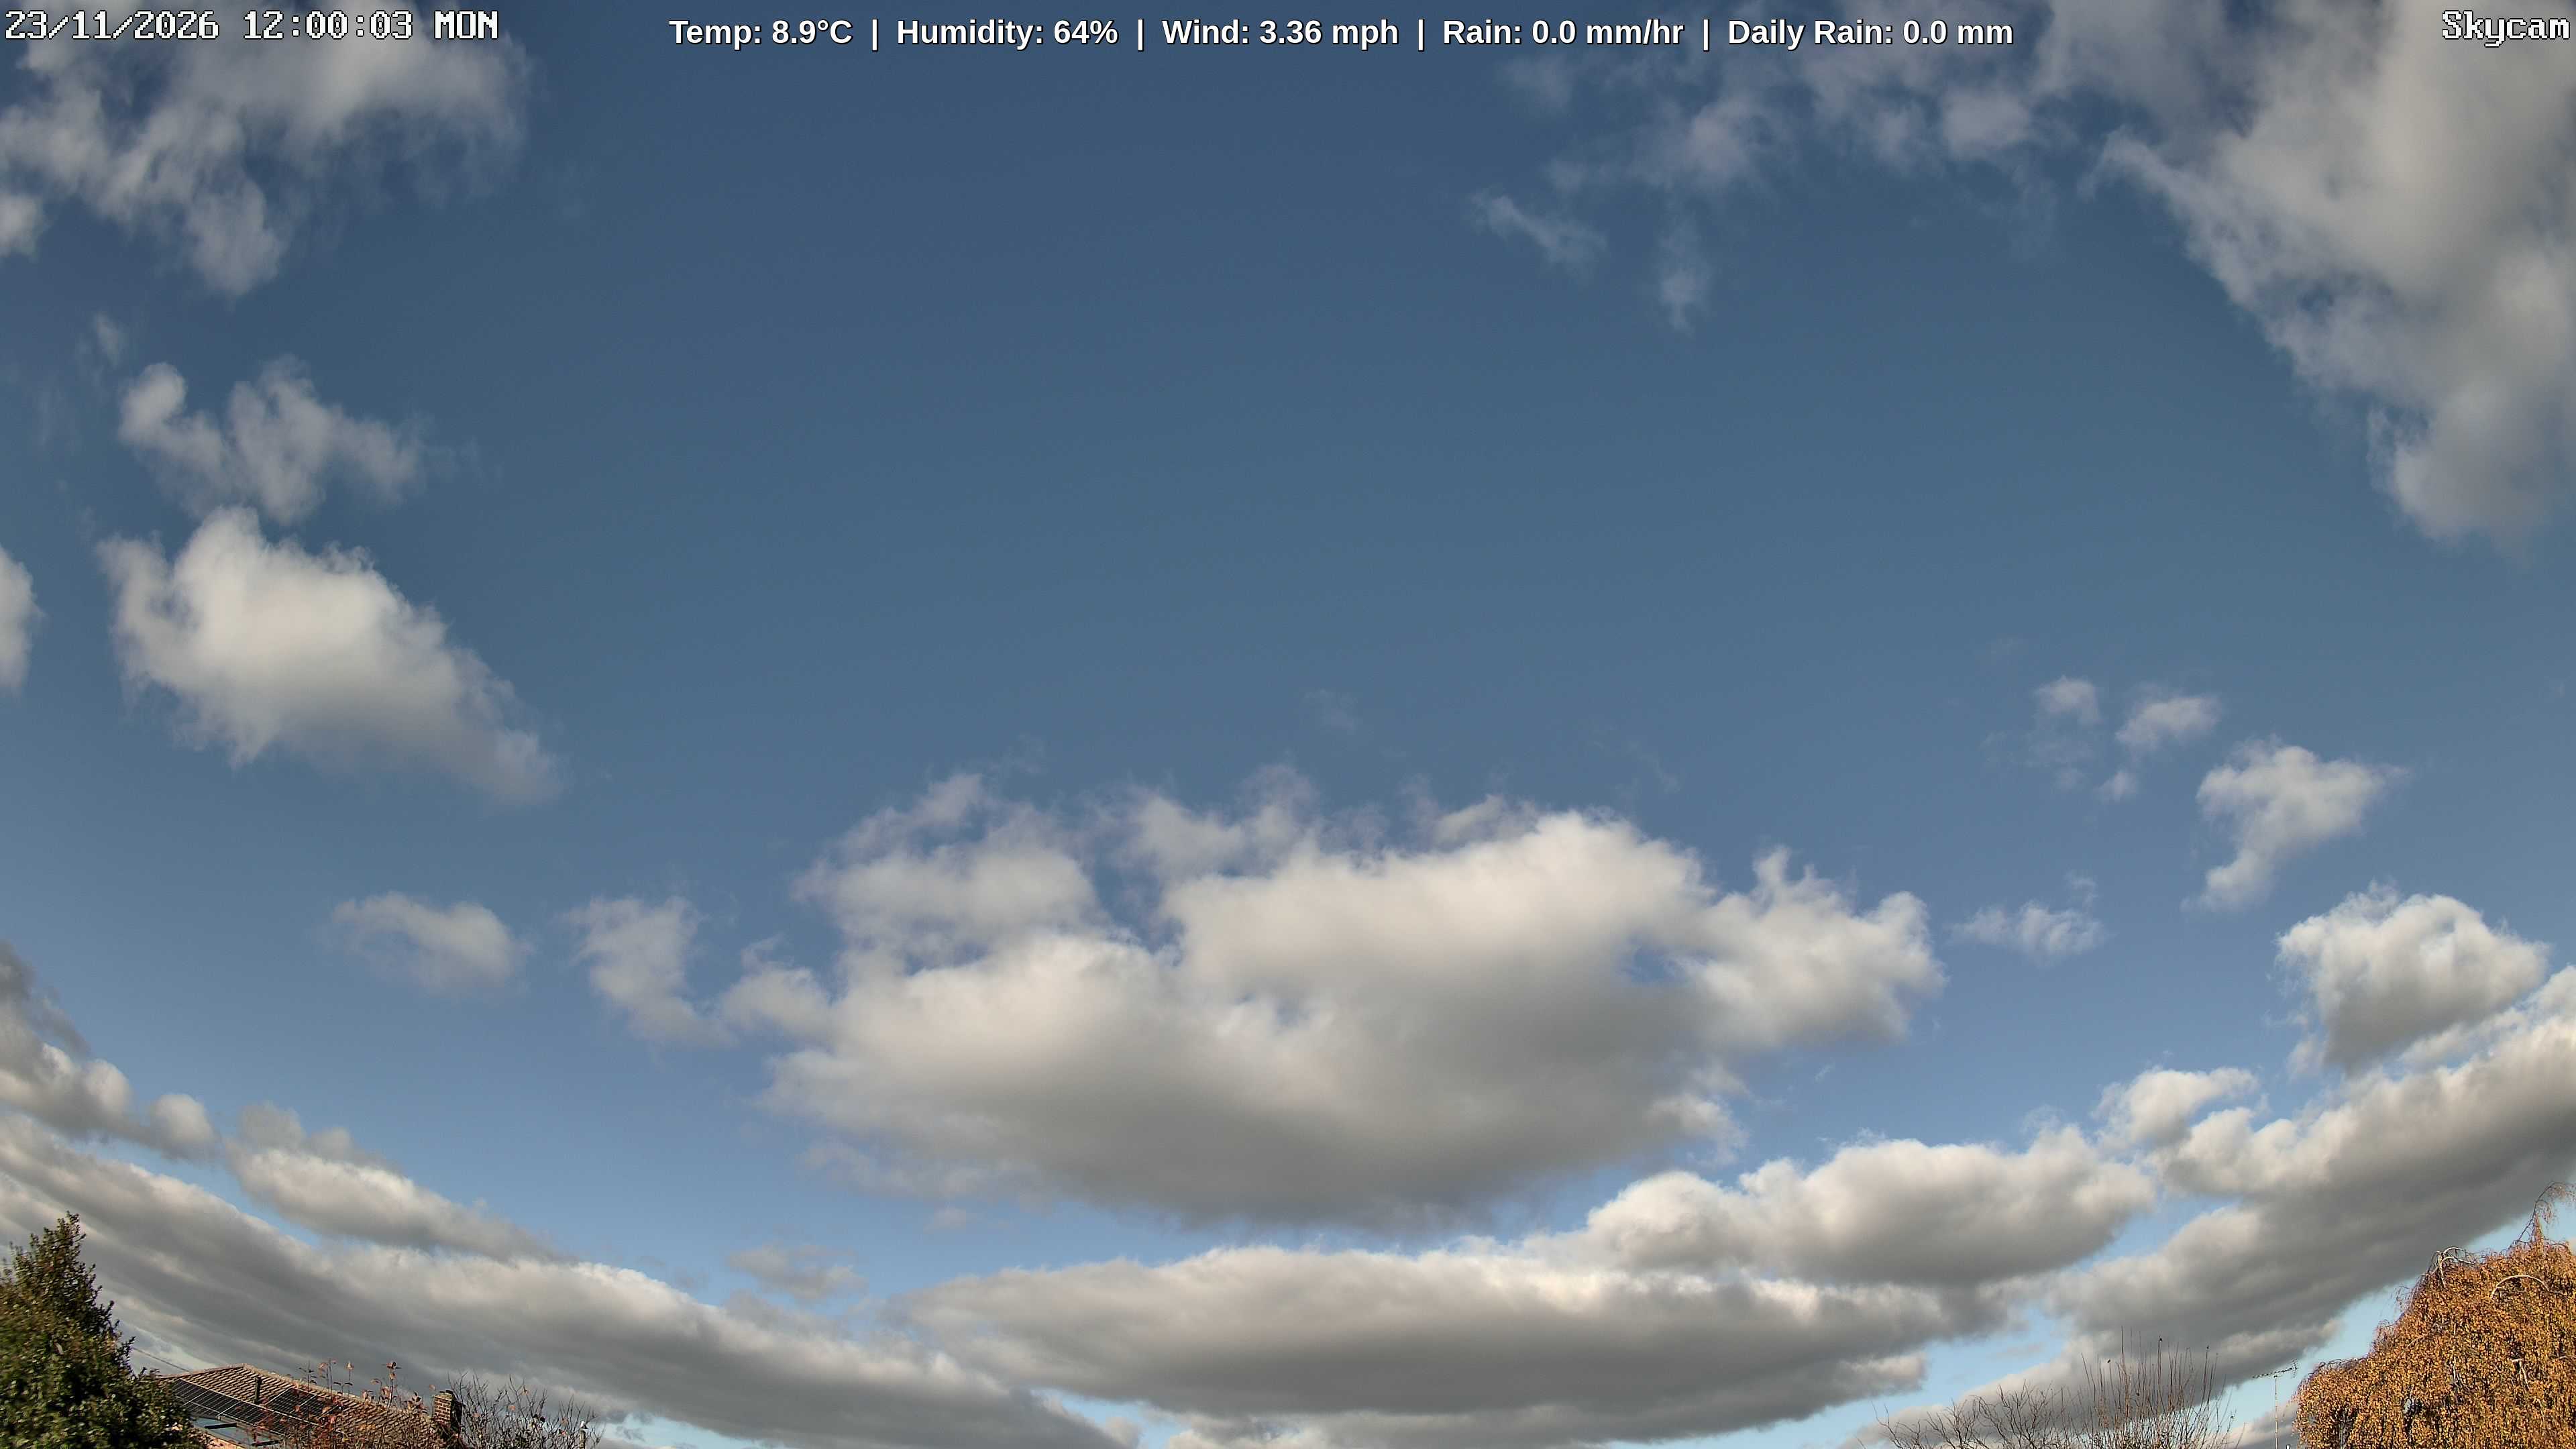 23/11/2026 12:00:03 MON
Temp: 8.9°C | Humidity: 64% | Wind: 3.36 mph | Rain: 0.0 mm/hr | Daily Rain: 0.0 mm
Skycam